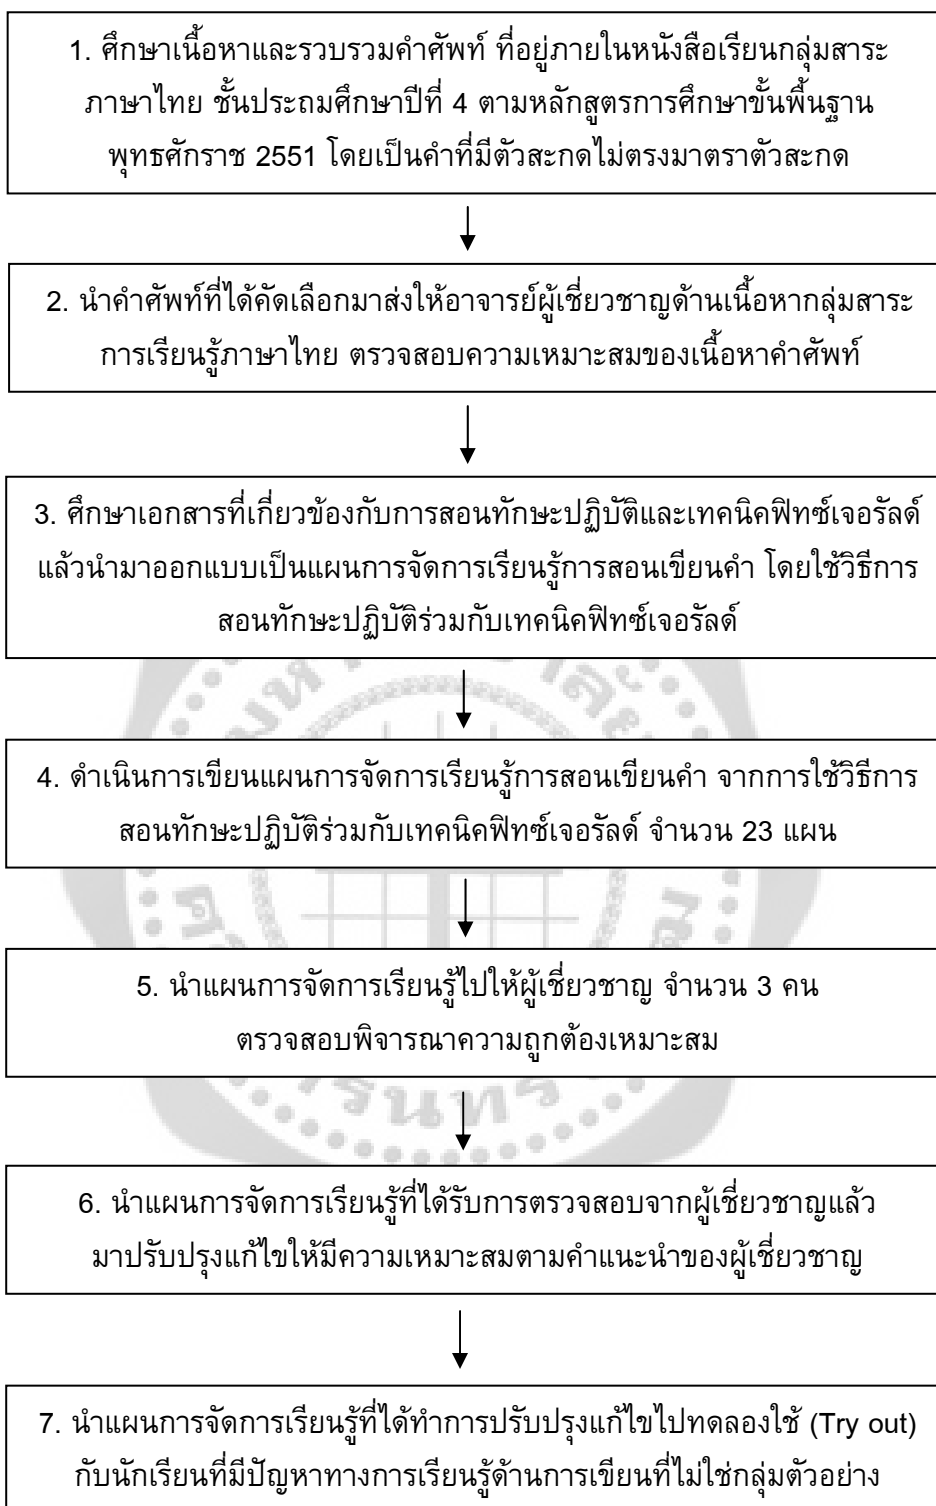 1. ศึกษาเนื้อหาและรวบรวมคำศัพท์ ที่อยู่ภายในหนังสือเรียนกลุ่มสาระ
ภาษาไทย ชั้นประถมศึกษาปีที่ 4 ตามหลักสูตรการศึกษาขั้นพื้นฐาน
พุทธศักราช 2551 โดยเป็นคำที่มีตัวสะกดไม่ตรงมาตราตัวสะกด
2. นำคำศัพท์ที่ได้คัดเลือกมาส่งให้อาจารย์ผู้เชี่ยวชาญด้านเนื้อหากลุ่มสาระ
การเรียนรู้ภาษาไทย ตรวจสอบความเหมาะสมของเนื้อหาคำศัพท์
3. ศึกษาเอกสารที่เกี่ยวข้องกับการสอนทักษะปฏิบัติและเทคนิคฟิทซ์เจอรัลด์
แล้วนำมาออกแบบเป็นแผนการจัดการเรียนรู้การสอนเขียนคำ โดยใช้วิธีการ
สอนทักษะปฏิบัติร่วมกับเทคนิคฟิทซ์เจอรัลด์
4. ดำเนินการเขียนแผนการจัดการเรียนรู้การสอนเขียนคำ จากการใช้วิธีการ
สอนทักษะปฏิบัติร่วมกับเทคนิคฟิทซ์เจอรัลด์ จำนวน 23 แผน
5. นำแผนการจัดการเรียนรู้ไปให้ผู้เชี่ยวชาญ จำนวน 3 คน
ตรวจสอบพิจารณาความถูกต้องเหมาะสม
6. นำแผนการจัดการเรียนรู้ที่ได้รับการตรวจสอบจากผู้เชี่ยวชาญแล้ว
มาปรับปรุงแก้ไขให้มีความเหมาะสมตามคำแนะนำของผู้เชี่ยวชาญ
7. นำแผนการจัดการเรียนรู้ที่ได้ทำการปรับปรุงแก้ไขไปทดลองใช้ (Try out)
กับนักเรียนที่มีปัญหาทางการเรียนรู้ด้านการเขียนที่ไม่ใช่กลุ่มตัวอย่าง